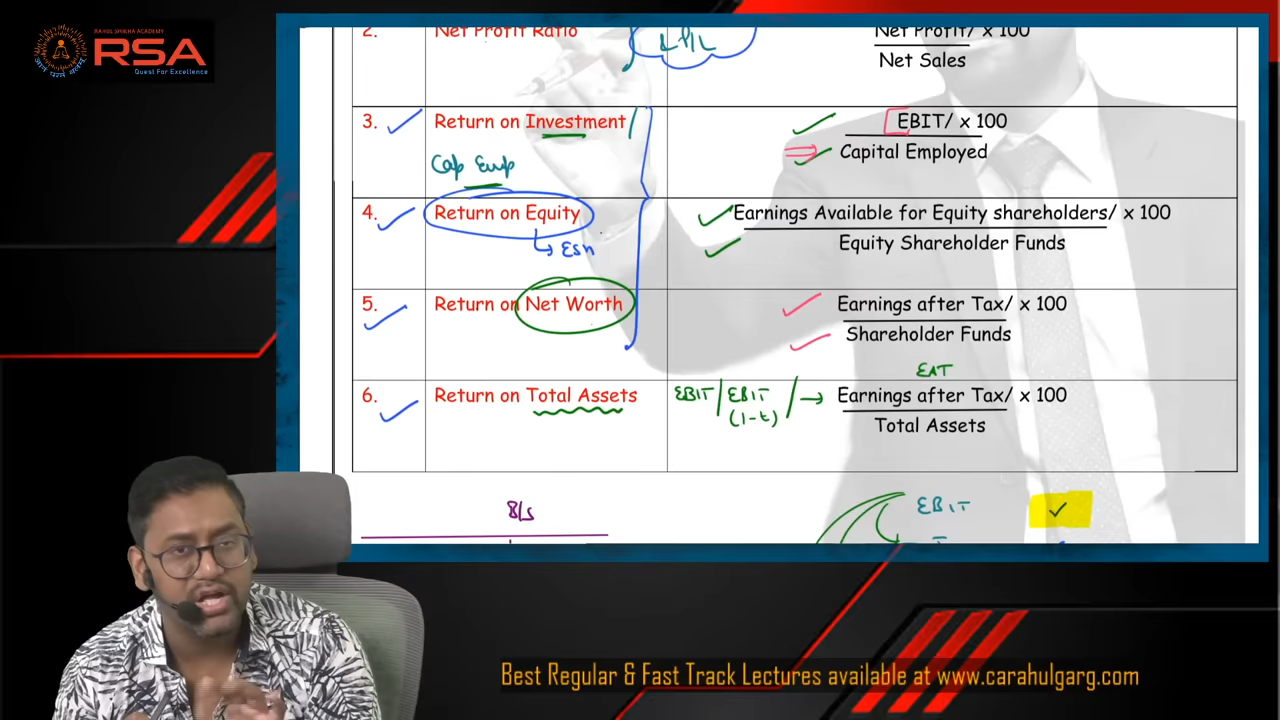 RAHUL SHIKHA ACADEMY
RSA
Quest For Excellence
2. Net Profit Ratio Net Profit/ x 100
Net Sales
3. Return on Investment / EBIT/ x 100
Cap Emp Capital Employed
4. Return on Equity Earnings Available for Equity shareholders/ x 100
Esh Equity Shareholder Funds
5. Return on Net Worth Earnings after Tax/ x 100
Shareholder Funds
EAT
6. Return on Total Assets EBIT / EBIT / → Earnings after Tax/ x 100
(1-t) Total Assets
B/s EBIT
Best Regular & Fast Track Lectures available at www.carahulgarg.com